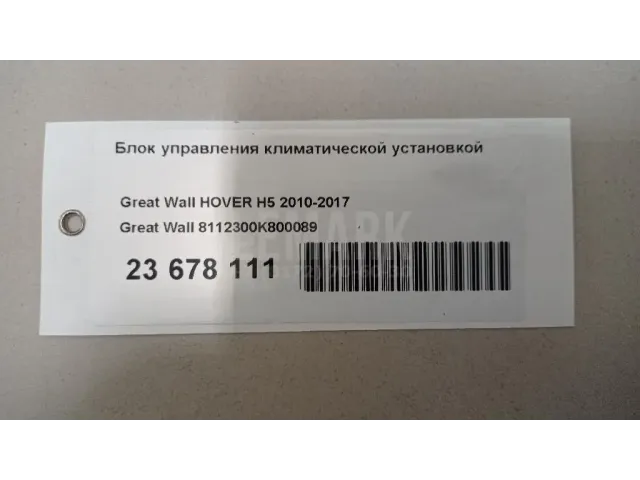 Блок управления климатической установкой
Great Wall HOVER H5 2010-2017
Great Wall 8112300K800089
23 678 111